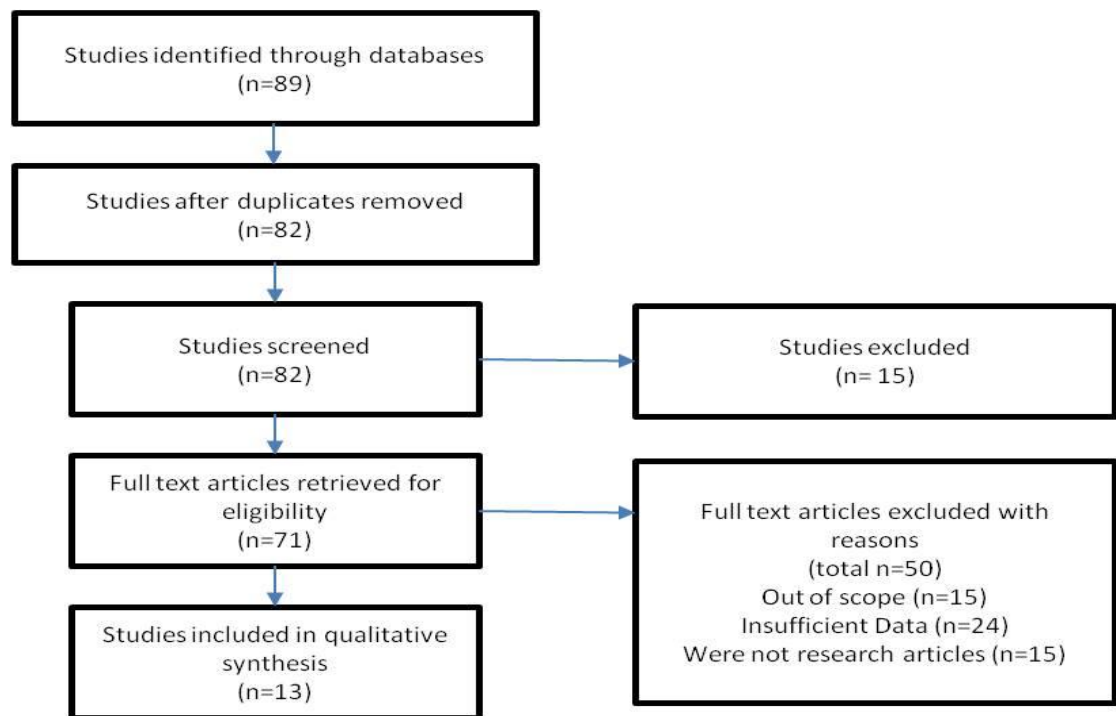 Studies identified through databases
(n=89)
Studies after duplicates removed
(n=82)
Studies screened
(n=82)
Studies excluded
(n= 15)
Full text articles retrieved for
eligibility
(n=71)
Full text articles excluded with
reasons
(total n=50)
Out of scope (n=15)
Insufficient Data (n=24)
Were not research articles (n=15)
Studies included in qualitative
synthesis
(n=13)